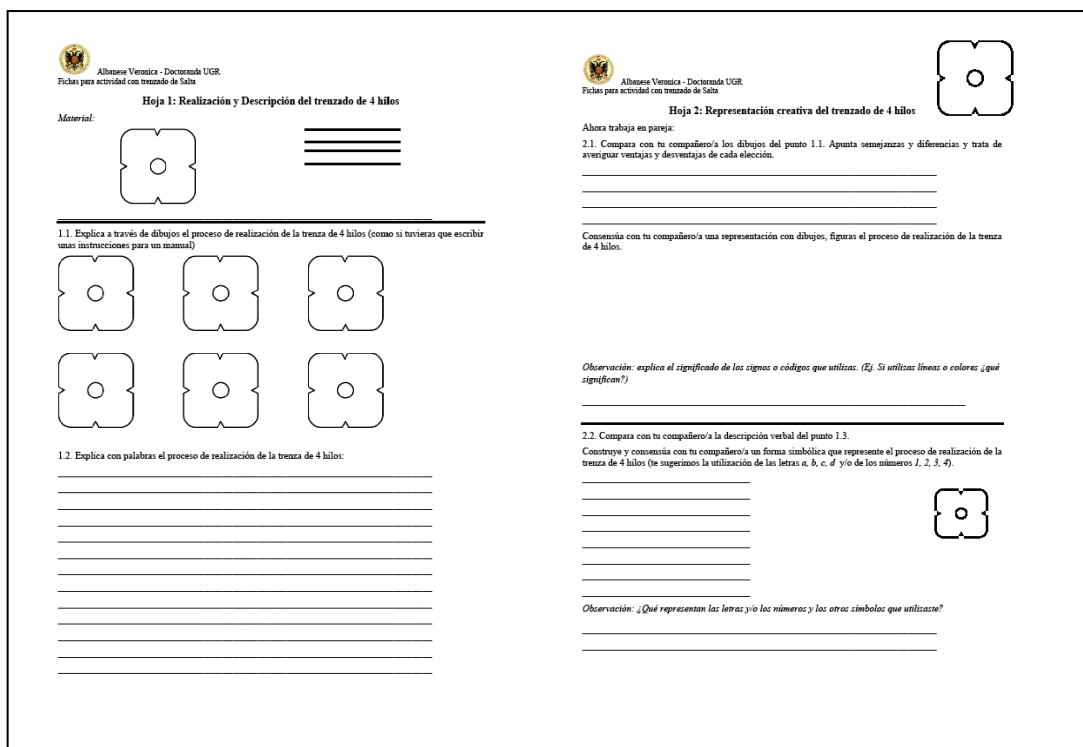 Albanese Veronica - Doctoranda UGR
Fichas para actividad con trenzado de Salta
Hoja 1: Realización y Descripción del trenzado de 4 hilos
Material:
1.1. Explica a través de dibujos el proceso de realización de la trenza de 4 hilos (como si tuvieras que escribir
unas instrucciones para un manual)
1.2. Explica con palabras el proceso de realización de la trenza de 4 hilos:
Albanese Veronica - Doctoranda UGR
Fichas para actividad con trenzado de Salta
Hoja 2: Representación creativa del trenzado de 4 hilos
Ahora trabaja en pareja:
2.1. Compara con tu compañero/a los dibujos del punto 1.1. Apunta semejanzas y diferencias y trata de
averiguar ventajas y desventajas de cada elección.
Consensúa con tu compañero/a una representación con dibujos, figuras el proceso de realización de la trenza
de 4 hilos.
Observación: explica el significado de los signos o códigos que utilizas. (Ej. Si utilizas líneas o colores ¿qué
significan?)
2.2. Compara con tu compañero/a la descripción verbal del punto 1.3.
Construye y consensúa con tu compañero/a un forma simbólica que represente el proceso de realización de la
trenza de 4 hilos (te sugerimos la utilización de las letras a, b, c, d y/o de los números 1, 2, 3, 4).
Observación: ¿Qué representan las letras y/o los números y los otros símbolos que utilizaste?